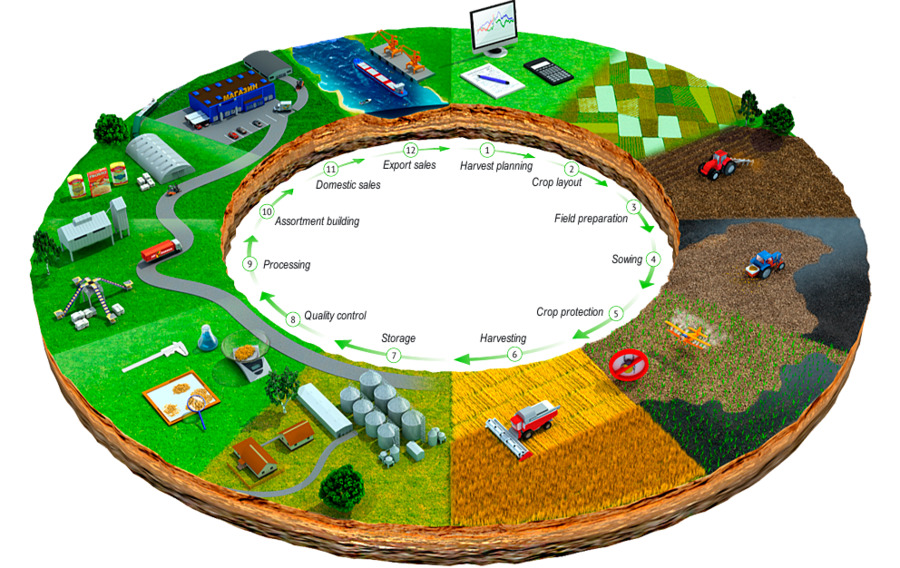 МАГАЗИН
1
Harvest planning
2
Crop layout
3
Field preparation
4
Sowing
5
Crop protection
6
Harvesting
7
Storage
8
Quality control
9
Processing
10
Assortment building
11
Domestic sales
12
Export sales